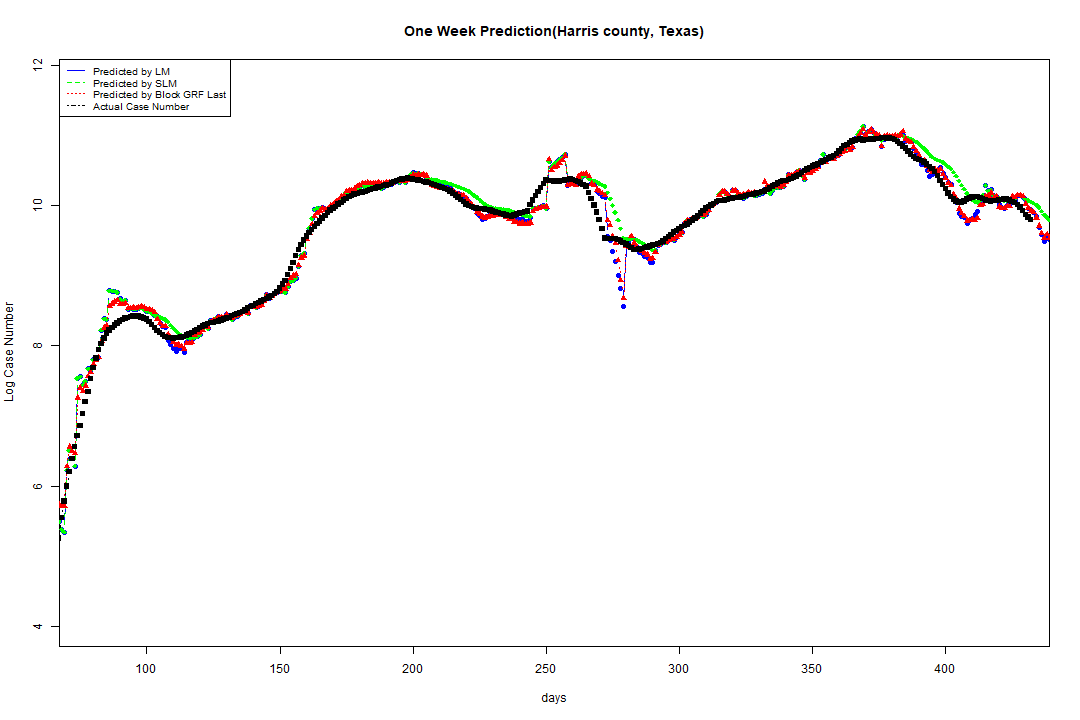 One Week Prediction(Harris county, Texas)
12
10
8
6
4
Log Case Number
Predicted by LM
Predicted by SLM
Predicted by Block GRF Last
Actual Case Number
100 150 200 250 300 350 400
days